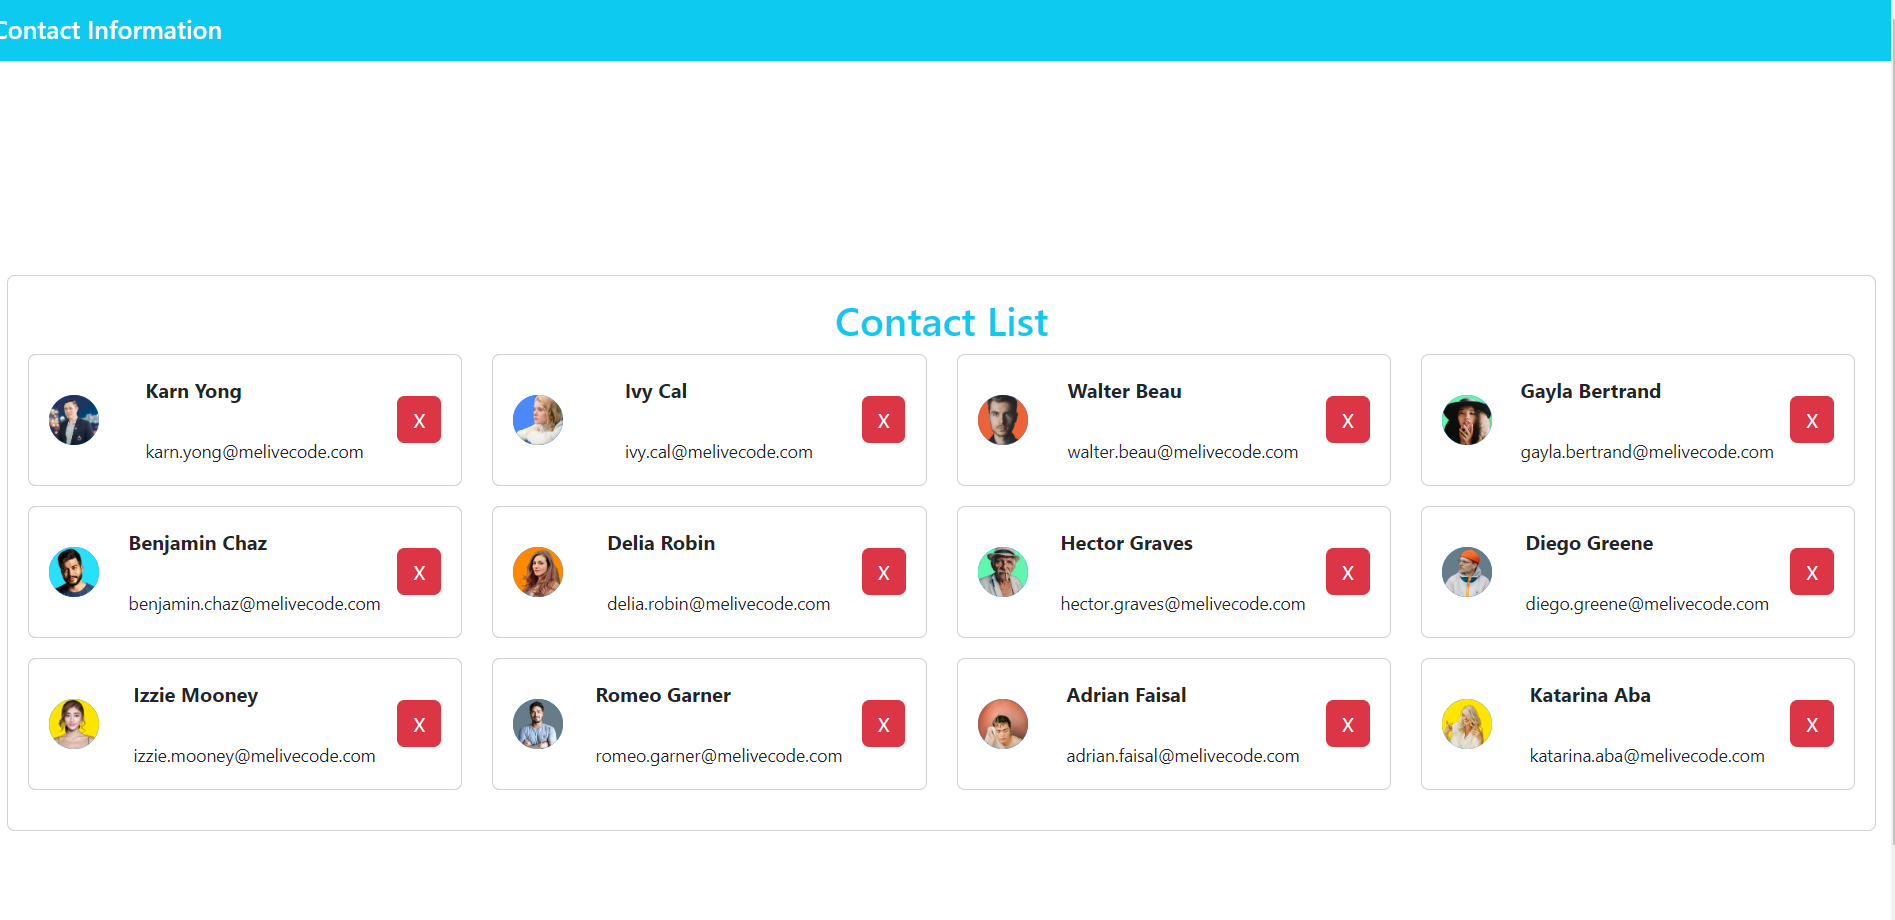 Contact Information
Contact List
Karn Yong
karn.yong@melivecode.com
X
Ivy Cal
ivy.cal@melivecode.com
X
Walter Beau
walter.beau@melivecode.com
X
Gayla Bertrand
gayla.bertrand@melivecode.com
X
Benjamin Chaz
benjamin.chaz@melivecode.com
X
Delia Robin
delia.robin@melivecode.com
X
Hector Graves
hector.graves@melivecode.com
X
Diego Greene
diego.greene@melivecode.com
X
Izzie Mooney
izzie.mooney@melivecode.com
X
Romeo Garner
romeo.garner@melivecode.com
X
Adrian Faisal
adrian.faisal@melivecode.com
X
Katarina Aba
katarina.aba@melivecode.com
X